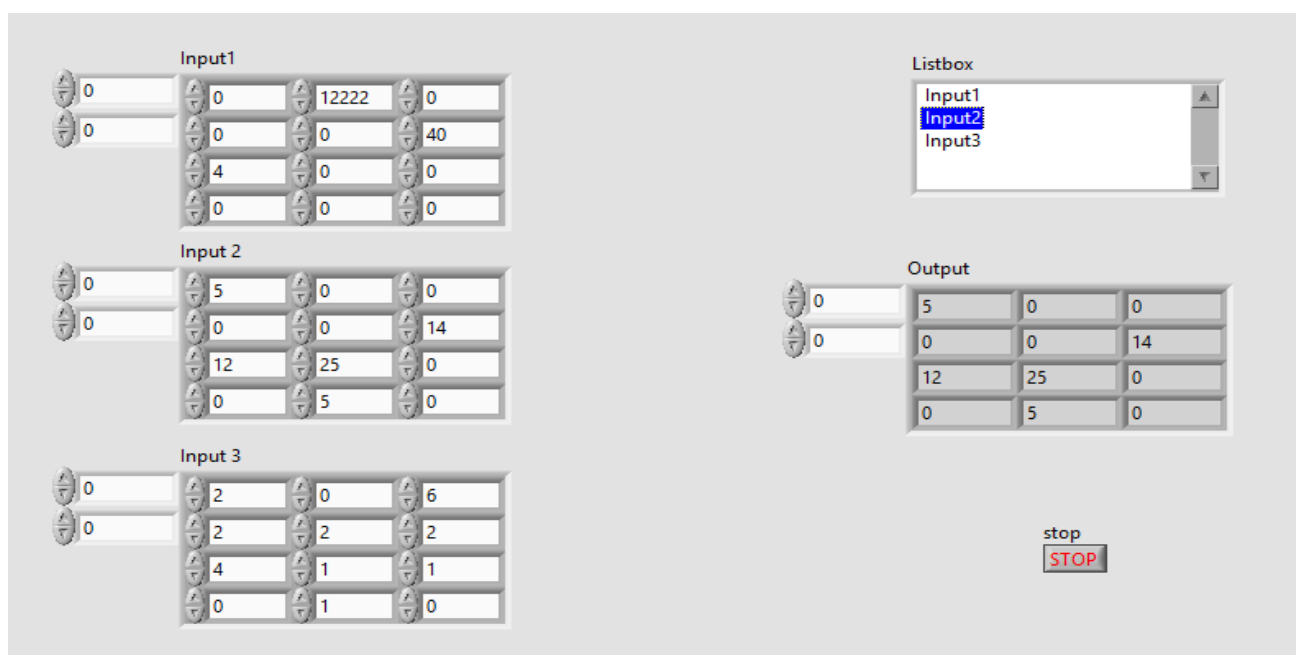 Input1
0 0 12222 0
0 0 0 40
4 0 0
0 0 0
Input 2
0 5 0 0
0 0 0 14
12 25 0
0 5 0
Input 3
0 2 0 6
0 2 2 2
4 1 1
0 1 0
Listbox
Input1
Input2
Input3
Output
0 5 0 0
0 0 0 14
12 25 0
0 5 0
stop
STOP